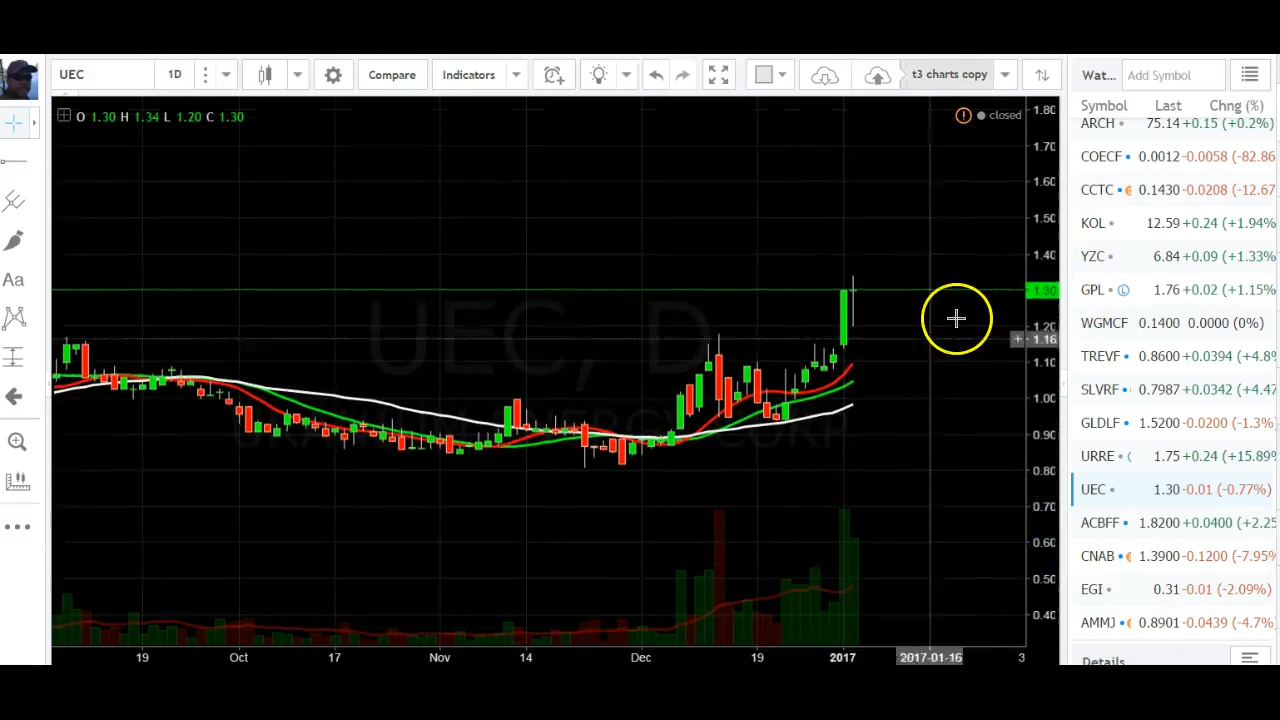 UEC 1D Compare Indicators t3 charts copy
O 1.30 H 1.34 L 1.20 C 1.30
closed
UEC, D
URANIUM ENERGY CORP
1.80
1.70
1.60
1.50
1.40
1.30
1.20
1.16
1.10
1.00
0.90
0.80
0.70
0.60
0.50
0.40
19 Oct 17 Nov 14 Dec 19 2017 2017-01-16 3
Aa
Wat... Add Symbol
Symbol Last Chng (%)
ARCH 75.14 +0.15 (+0.2%)
COECF 0.0012 -0.0058 (-82.86
CCTC 0.1430 -0.0208 (-12.67
KOL 12.59 +0.24 (+1.94%)
YZC 6.84 +0.09 (+1.33%)
GPL L 1.76 +0.02 (+1.15%)
WGMCF 0.1400 0.0000 (0%)
TREVF 0.8600 +0.0394 (+4.8
SLVRF 0.7987 +0.0342 (+4.47
GLDLF 1.5200 -0.0200 (-1.3%)
URRE 1.75 +0.24 (+15.89%
UEC 1.30 -0.01 (-0.77%)
ACBFF 1.8200 +0.0400 (+2.25
CNAB 1.3900 -0.1200 (-7.95%
EGI 0.31 -0.01 (-2.09%)
AMMJ 0.8901 -0.0439 (-4.7%)
Details